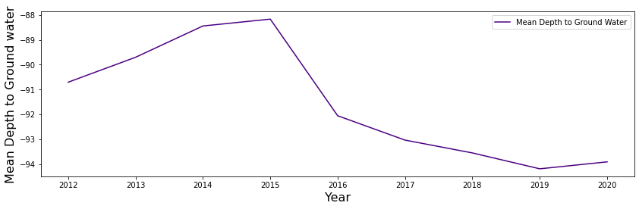 Mean Depth to Ground water
−88
−89
−90
−91
−92
−93
−94
Mean Depth to Ground Water
2012 2013 2014 2015 2016 2017 2018 2019 2020
Year